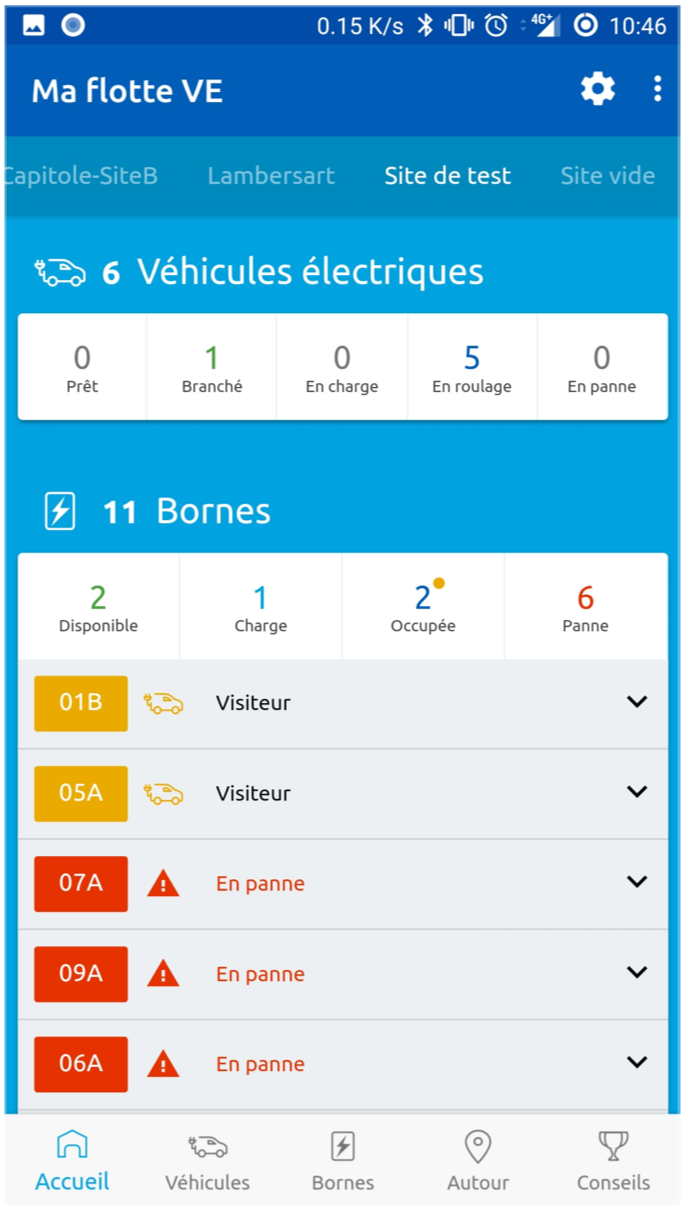 0.15 K/s 4G+ 10:46
Ma flotte VE
Capitole-SiteB Lambersart Site de test Site vide
6 Véhicules électriques
0 1 0 5 0
Prêt Branché En charge En roulage En panne
11 Bornes
2 1 2 6
Disponible Charge Occupée Panne
01B Visiteur
05A Visiteur
07A En panne
09A En panne
06A En panne
Accueil Véhicules Bornes Autour Conseils